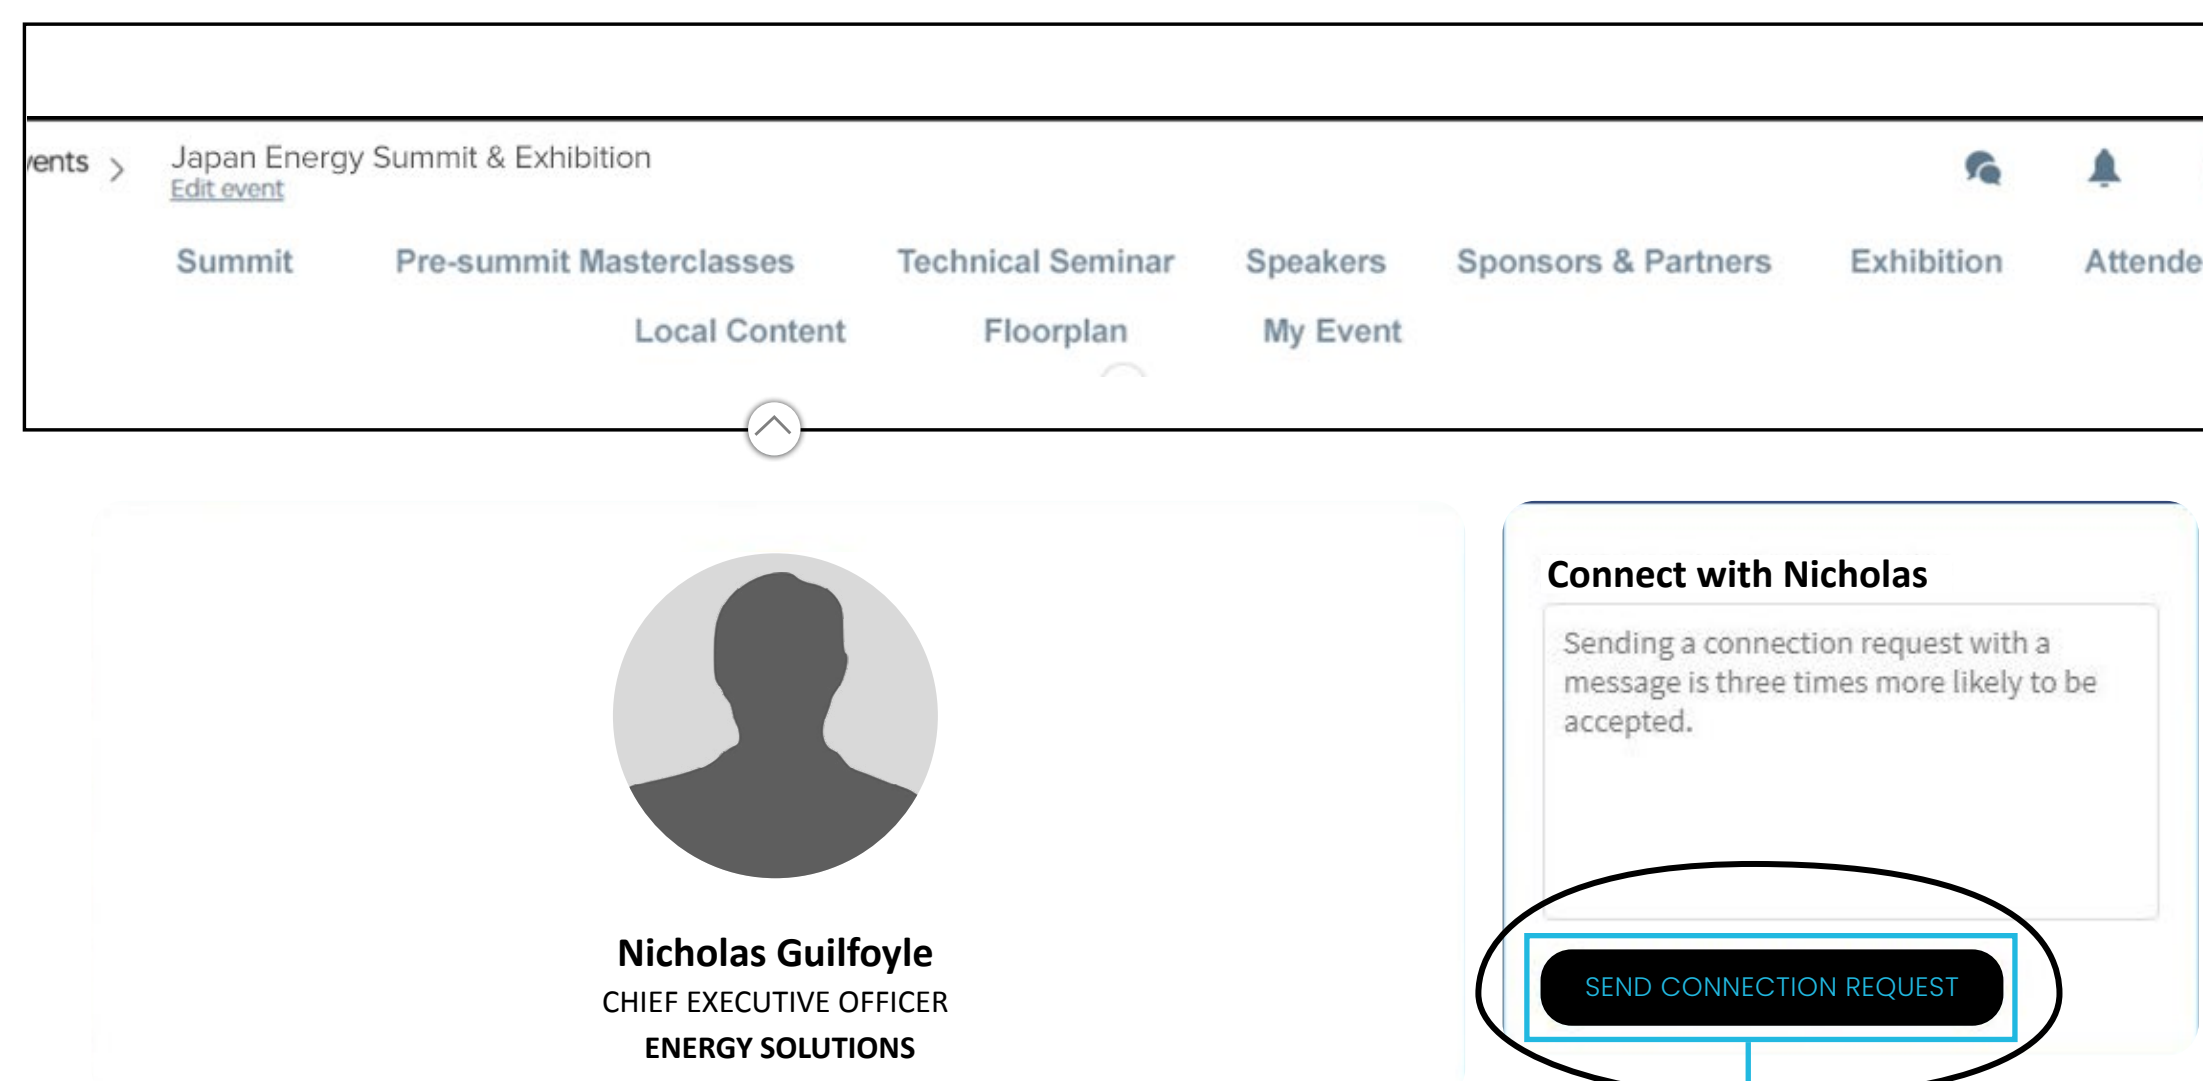 vents > Japan Energy Summit & Exhibition
Edit event
Summit Pre-summit Masterclasses Technical Seminar Speakers Sponsors & Partners Exhibition Attende
Local Content Floorplan My Event
Connect with Nicholas
Sending a connection request with a
message is three times more likely to be
accepted.
Nicholas Guilfoyle
CHIEF EXECUTIVE OFFICER
ENERGY SOLUTIONS
SEND CONNECTION REQUEST